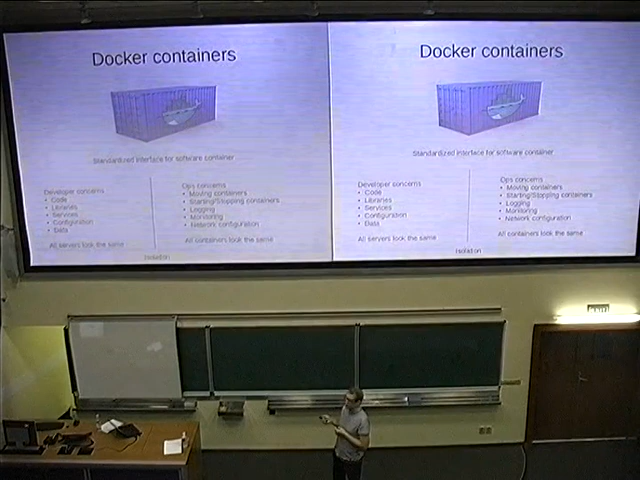 Docker containers
Standardized interface for software container
Developer concerns
• Code
• Libraries
• Services
• Configuration
• Data
All servers look the same
Ops concerns
• Moving containers
• Starting/Stopping containers
• Logging
• Monitoring
• Network configuration
All containers look the same
Isolation
Docker containers
Standardized interface for software container
Developer concerns
• Code
• Libraries
• Services
• Configuration
• Data
All servers look the same
Ops concerns
• Moving containers
• Starting/Stopping containers
• Logging
• Monitoring
• Network configuration
All containers look the same
Isolation